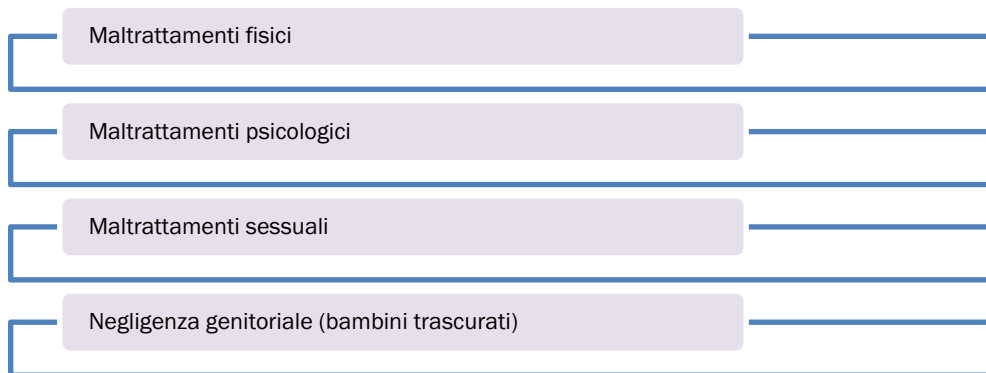 Maltrattamenti fisici
Maltrattamenti psicologici
Maltrattamenti sessuali
Negligenza genitoriale (bambini trascurati)